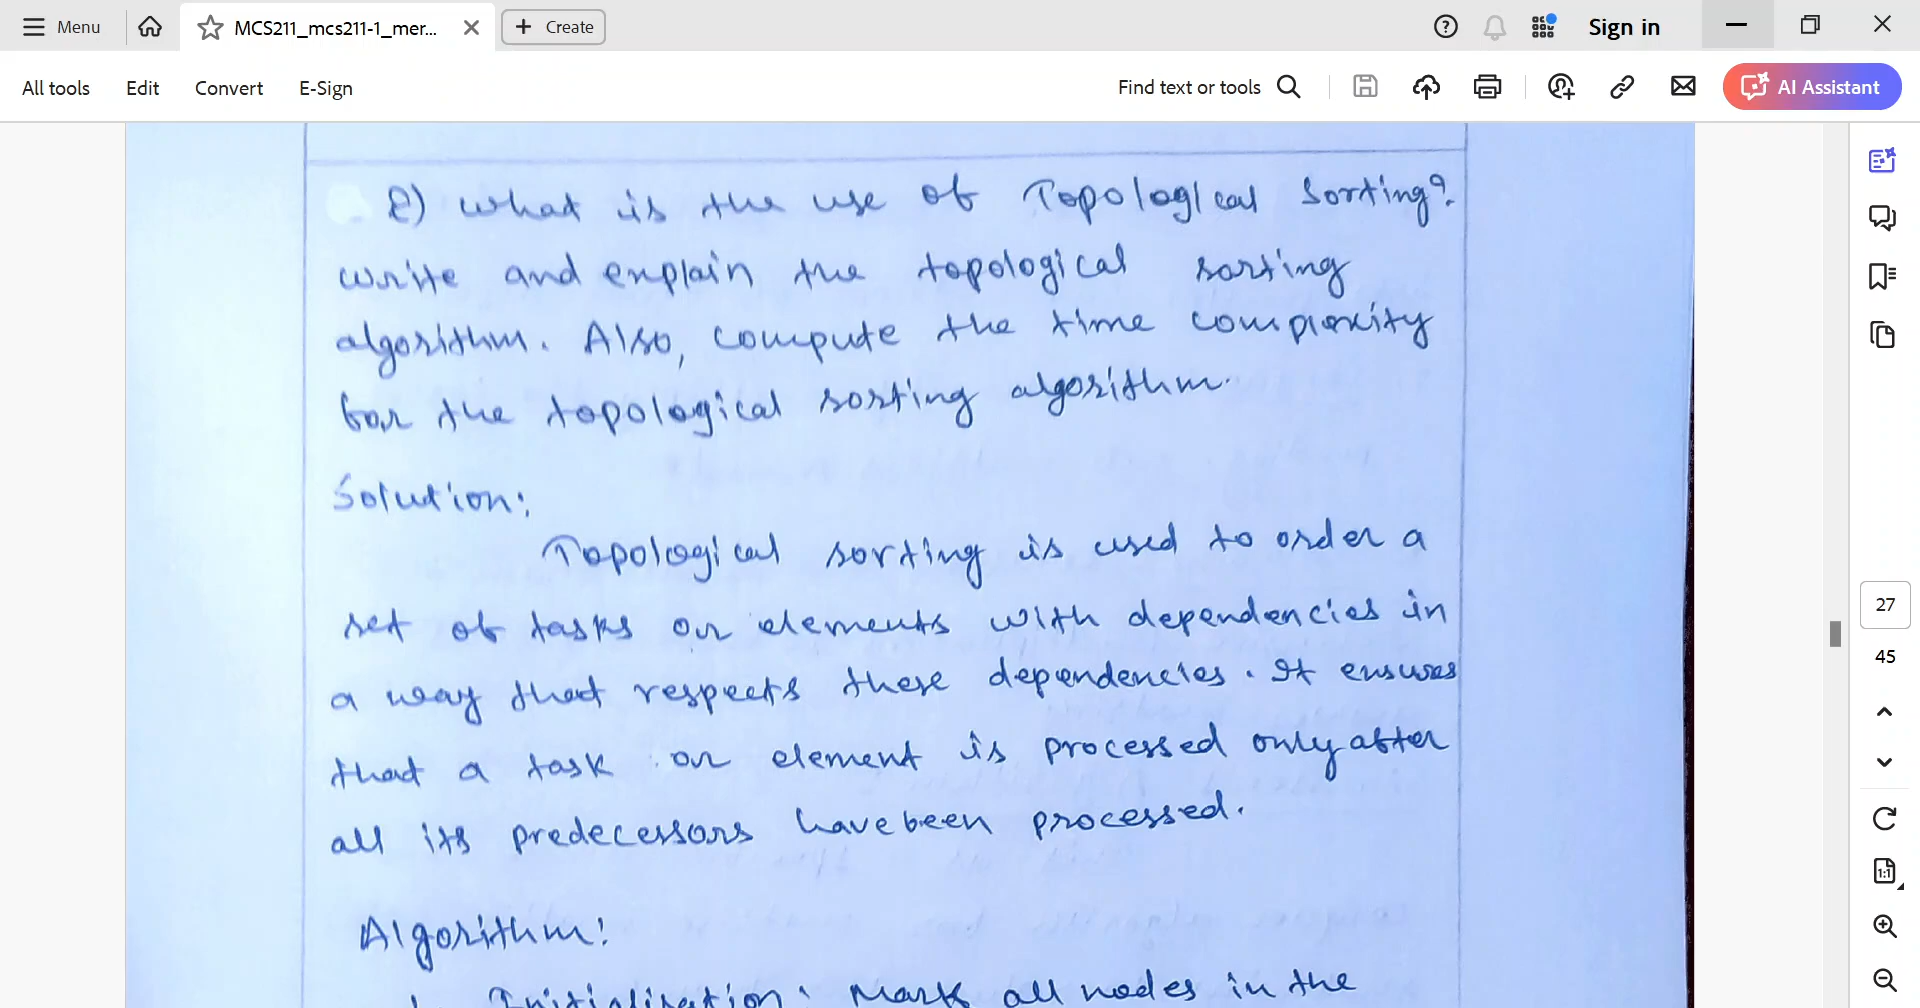 Menu
MCS211_mcs211-1_mer...
Create
Sign in
All tools
Edit
Convert
E-Sign
Find text or tools
AI Assistant
e) What is the use of Topological Sorting?
write and explain the topological sorting
algorithm. Also, compute the time complexity
for the topological sorting algorithm.
Solution:
Topological sorting is used to order a
set of tasks or elements with dependencies in
a way that respects these dependencies. It ensures
that a task or element is processed only after
all its predecessors have been processed.
Algorithm:
1. Initialization: Mark all nodes in the
27
45